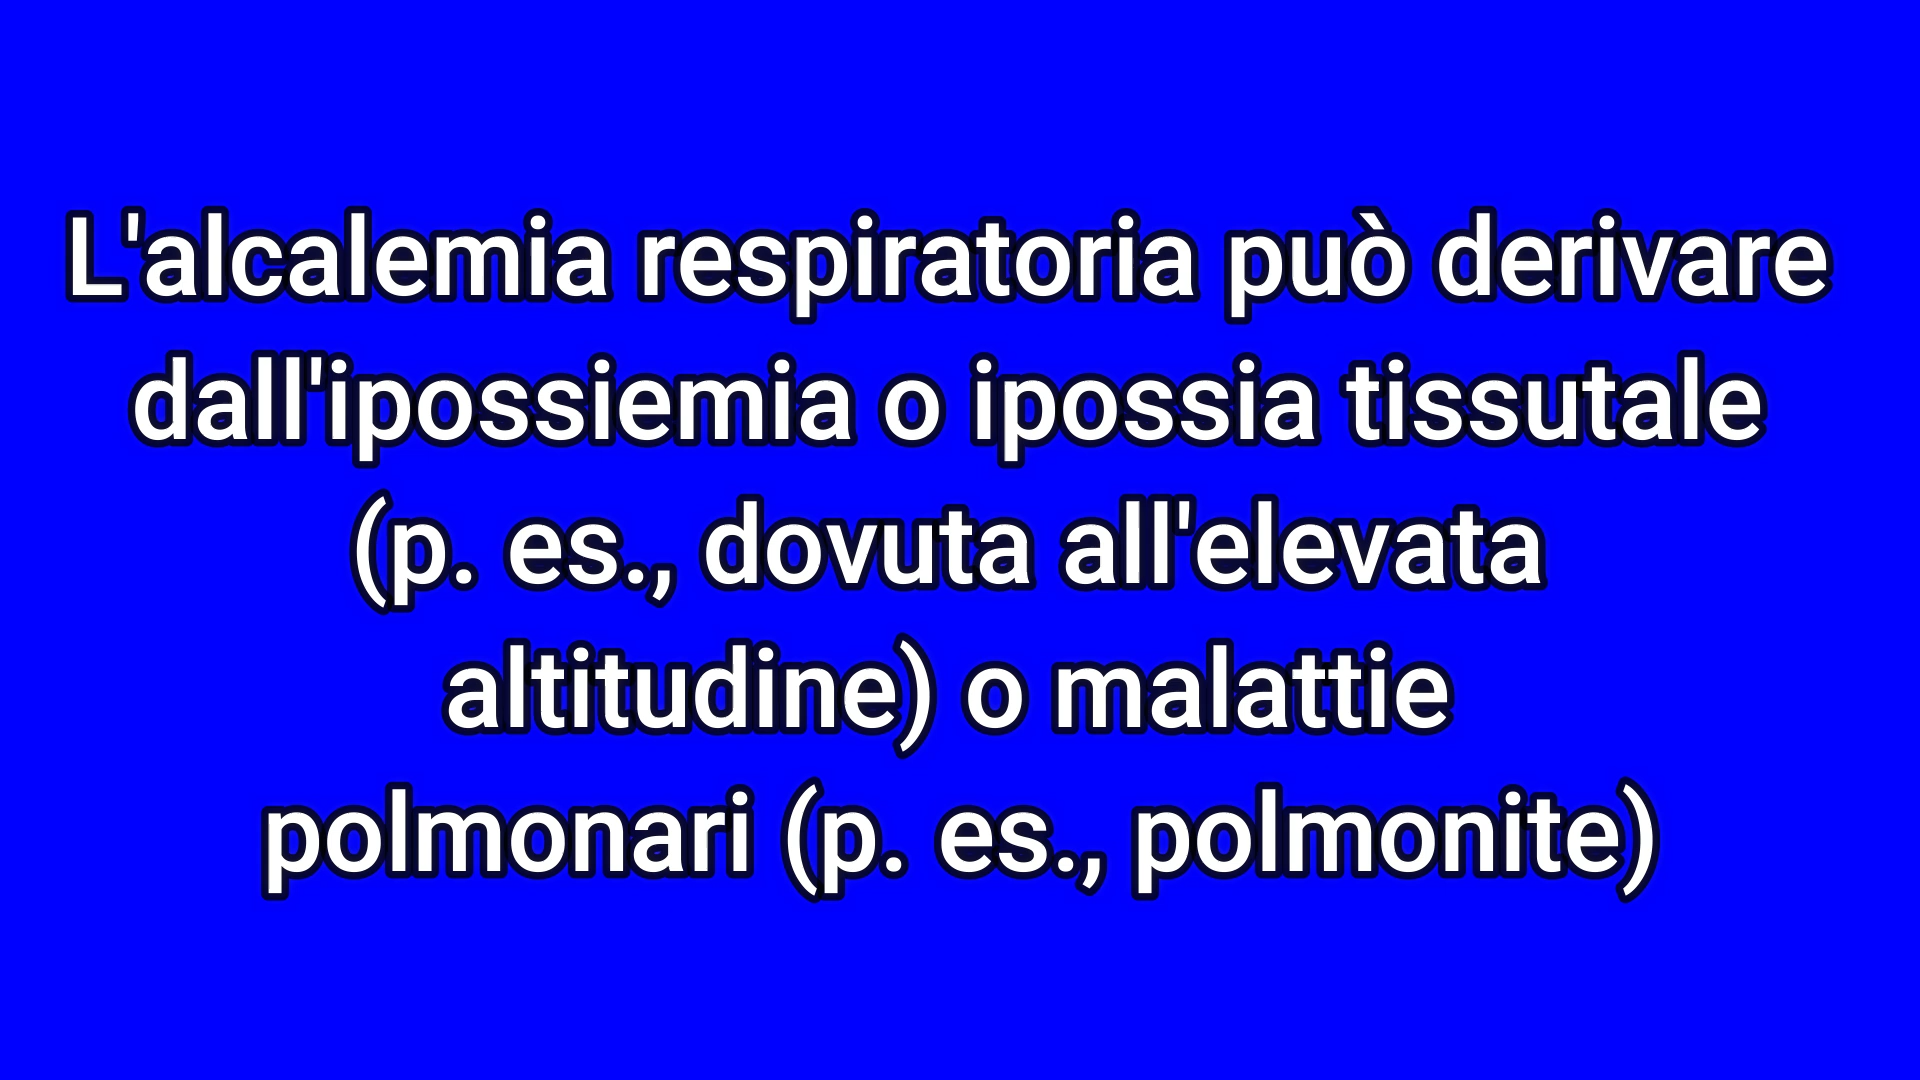 L'alcalemia respiratoria può derivare
dall'ipossiemia o ipossia tissutale
(p. es., dovuta all'elevata
altitudine) o malattie
polmonari (p. es., polmonite)